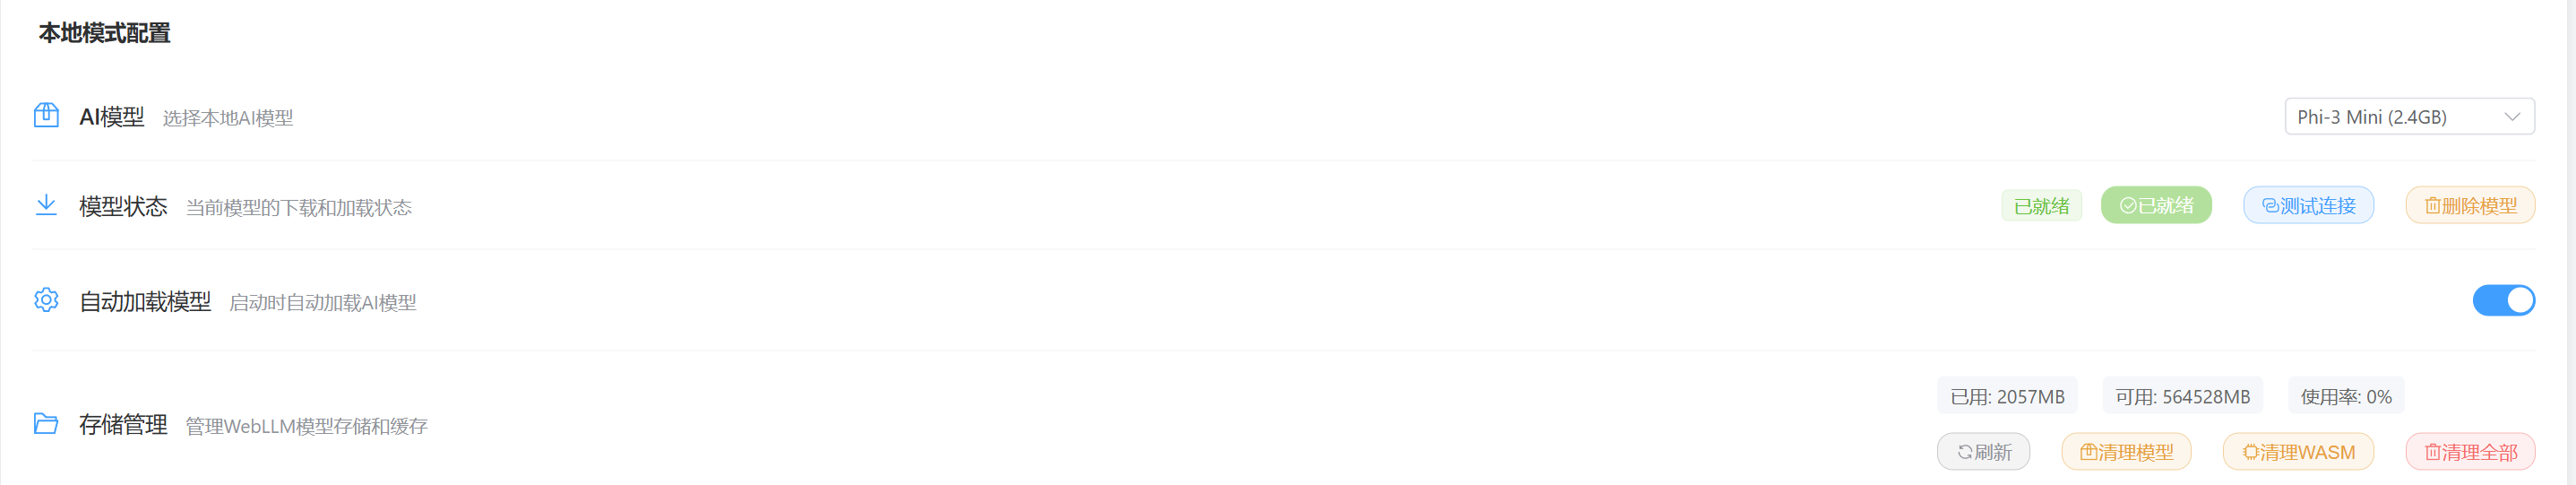 本地模式配置
AI模型 选择本地AI模型 Phi-3 Mini (2.4GB)
模型状态 当前模型的下载和加载状态 已就绪 已就绪 测试连接 删除模型
自动加载模型 启动时自动加载AI模型
存储管理 管理WebLLM模型存储和缓存 已用: 2057MB 可用: 564528MB 使用率: 0%
刷新 清理模型 清理WASM 清理全部